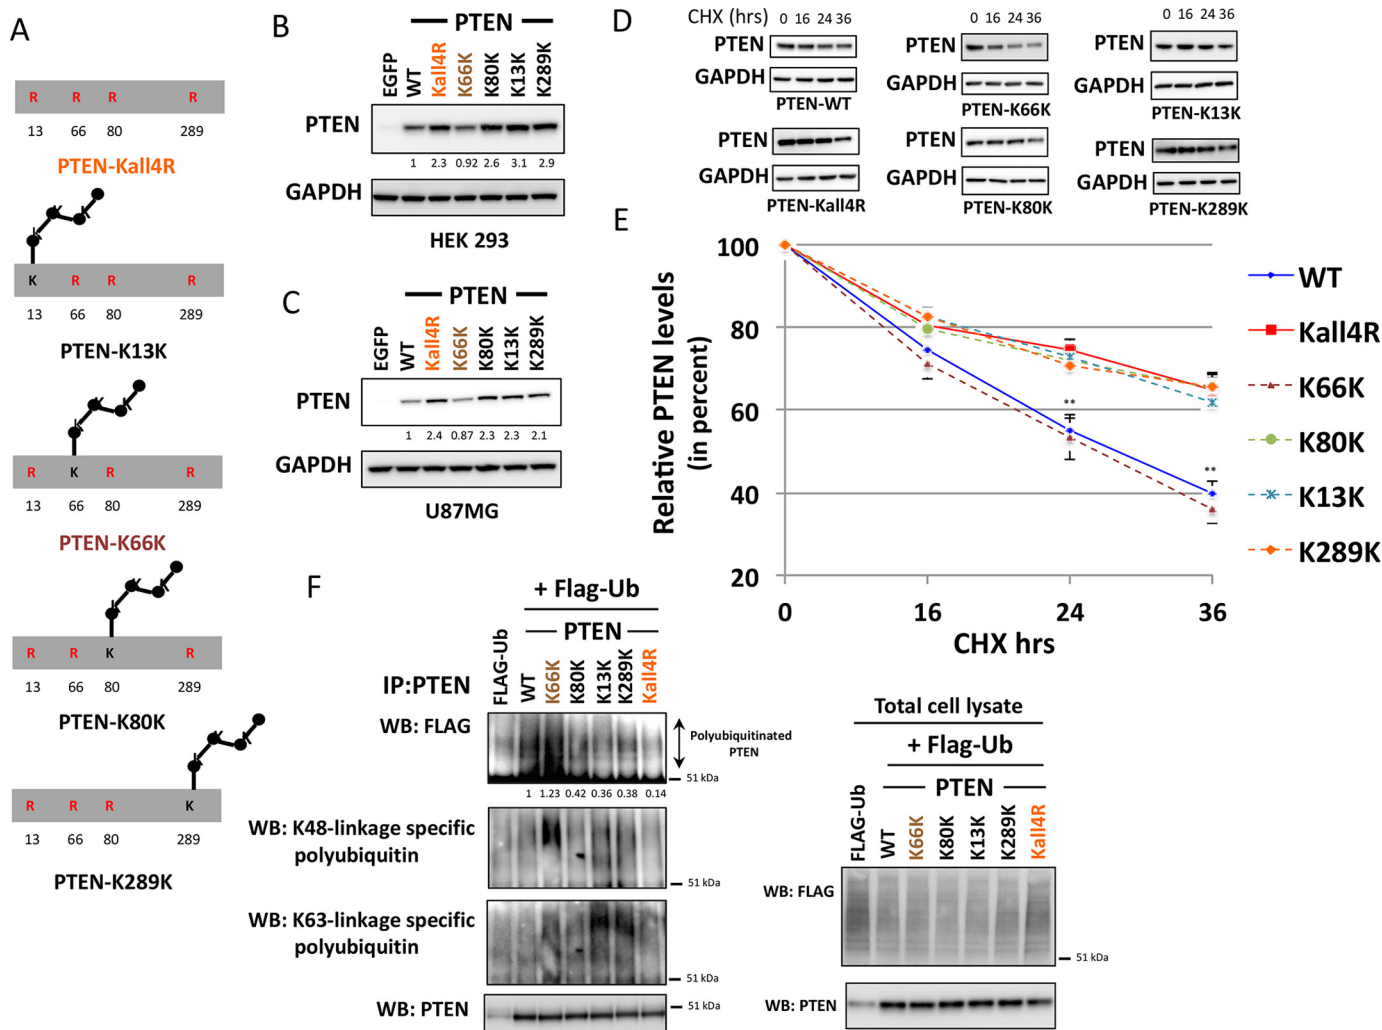 A
R R R R
13 66 80 289
PTEN-Kall4R
K K
K
K R R R
13 66 80 289
PTEN-K13K
K K
K
R K R R
13 66 80 289
PTEN-K66K
K K
K
R R K R
13 66 80 289
PTEN-K80K
K K
K
R R R K
13 66 80 289
PTEN-K289K
B
PTEN
EGFP WT Kall4R K66K K80K K13K K289K
PTEN
1 2.3 0.92 2.6 3.1 2.9
GAPDH
HEK 293
C
PTEN
EGFP WT Kall4R K66K K80K K13K K289K
PTEN
1 2.4 0.87 2.3 2.3 2.1
GAPDH
U87MG
D
CHX (hrs) 0 16 24 36
PTEN
GAPDH
PTEN-WT
0 16 24 36
PTEN
GAPDH
PTEN-K66K
0 16 24 36
PTEN
GAPDH
PTEN-K13K
PTEN
GAPDH
PTEN-Kall4R
PTEN
GAPDH
PTEN-K80K
PTEN
GAPDH
PTEN-K289K
E
Relative PTEN levels
(in percent)
100
80
60
40
20
**
**
0 16 24 36
CHX hrs
WT
Kall4R
K66K
K80K
K13K
K289K
F
+ Flag-Ub
PTEN
FLAG-Ub WT K66K K80K K13K K289K Kall4R
IP:PTEN
WB: FLAG
Polyubiquitinated
PTEN
51 kDa
1 1.23 0.42 0.36 0.38 0.14
WB: K48-linkage specific
polyubiquitin
51 kDa
WB: K63-linkage specific
polyubiquitin
51 kDa
WB: PTEN
51 kDa
Total cell lysate
+ Flag-Ub
PTEN
FLAG-Ub WT K66K K80K K13K K289K Kall4R
WB: FLAG
51 kDa
WB: PTEN